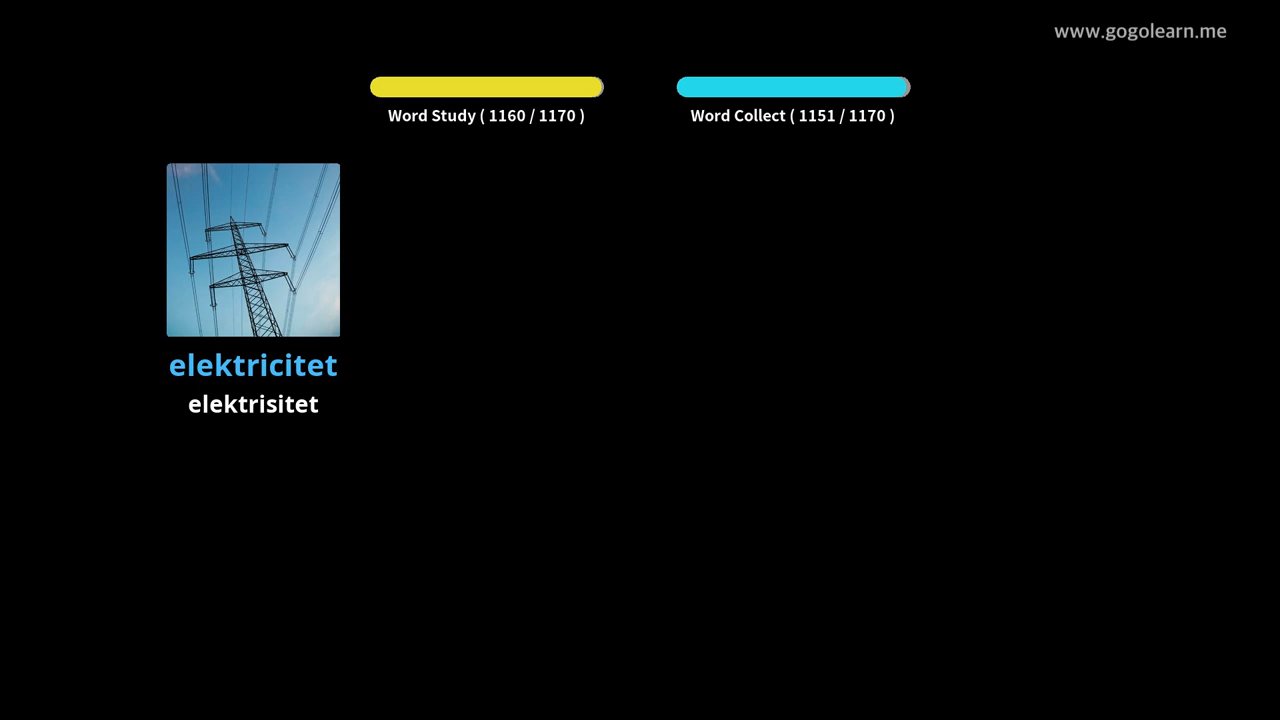 www.gogolearn.me
Word Study ( 1160 / 1170 )
Word Collect ( 1151 / 1170 )
elektricitet
elektrisitet